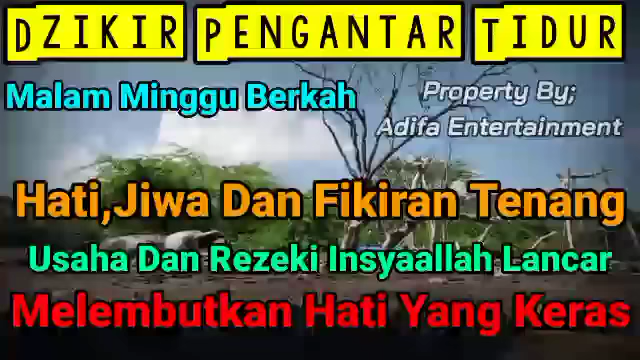 DZIKIR PENGANTAR TIDUR
Malam Minggu Berkah
Property By;
Adifa Entertainment
Hati,Jiwa Dan Fikiran Tenang
Usaha Dan Rezeki Insyaallah Lancar
Melembutkan Hati Yang Keras